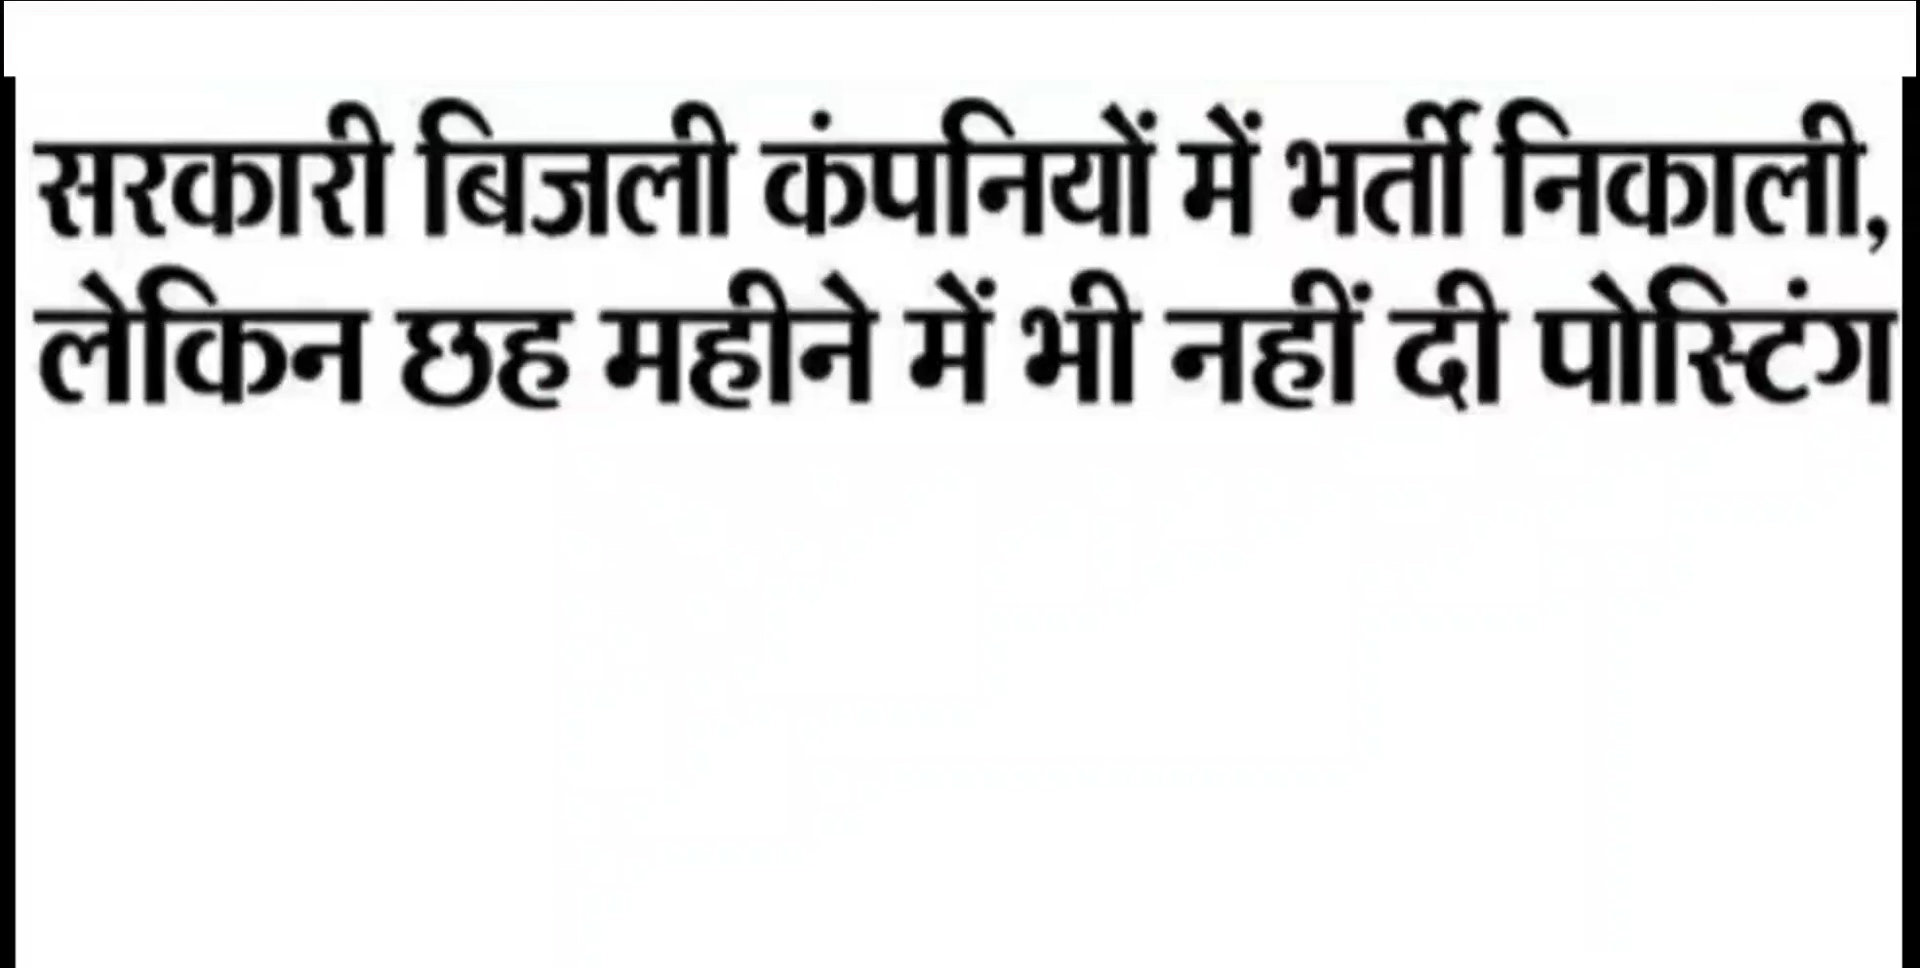 सरकारी बिजली कंपनियों में भर्ती निकाली,
लेकिन छह महीने में भी नहीं दी पोस्टिंग